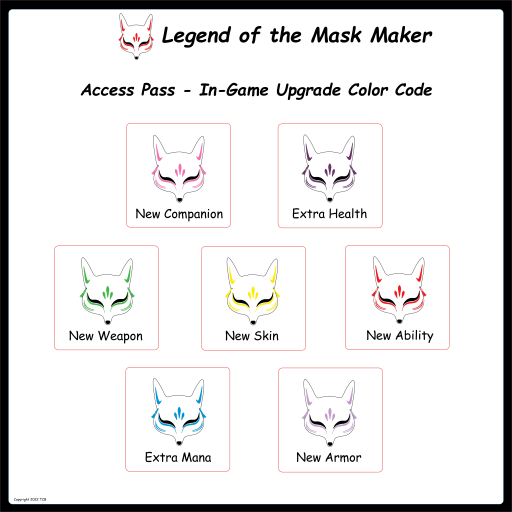 Legend of the Mask Maker
Access Pass - In-Game Upgrade Color Code
New Companion
Extra Health
New Weapon
New Skin
New Ability
Extra Mana
New Armor
Copyright 2022 TCB